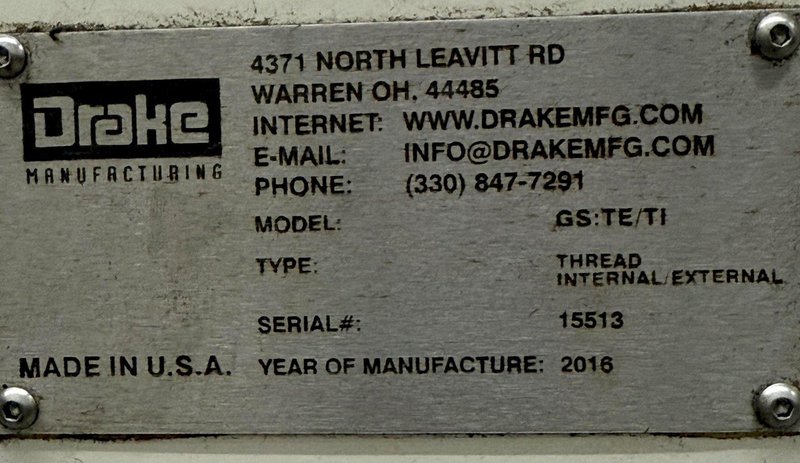 Drake
MANUFACTURING
4371 NORTH LEAVITT RD
WARREN OH. 44485
INTERNET: WWW.DRAKEMFG.COM
E-MAIL: INFO@DRAKEMFG.COM
PHONE: (330) 847-7291
MODEL: GS:TE/TI
TYPE: THREAD
INTERNAL/EXTERNAL
SERIAL#: 15513
MADE IN U.S.A. YEAR OF MANUFACTURE: 2016